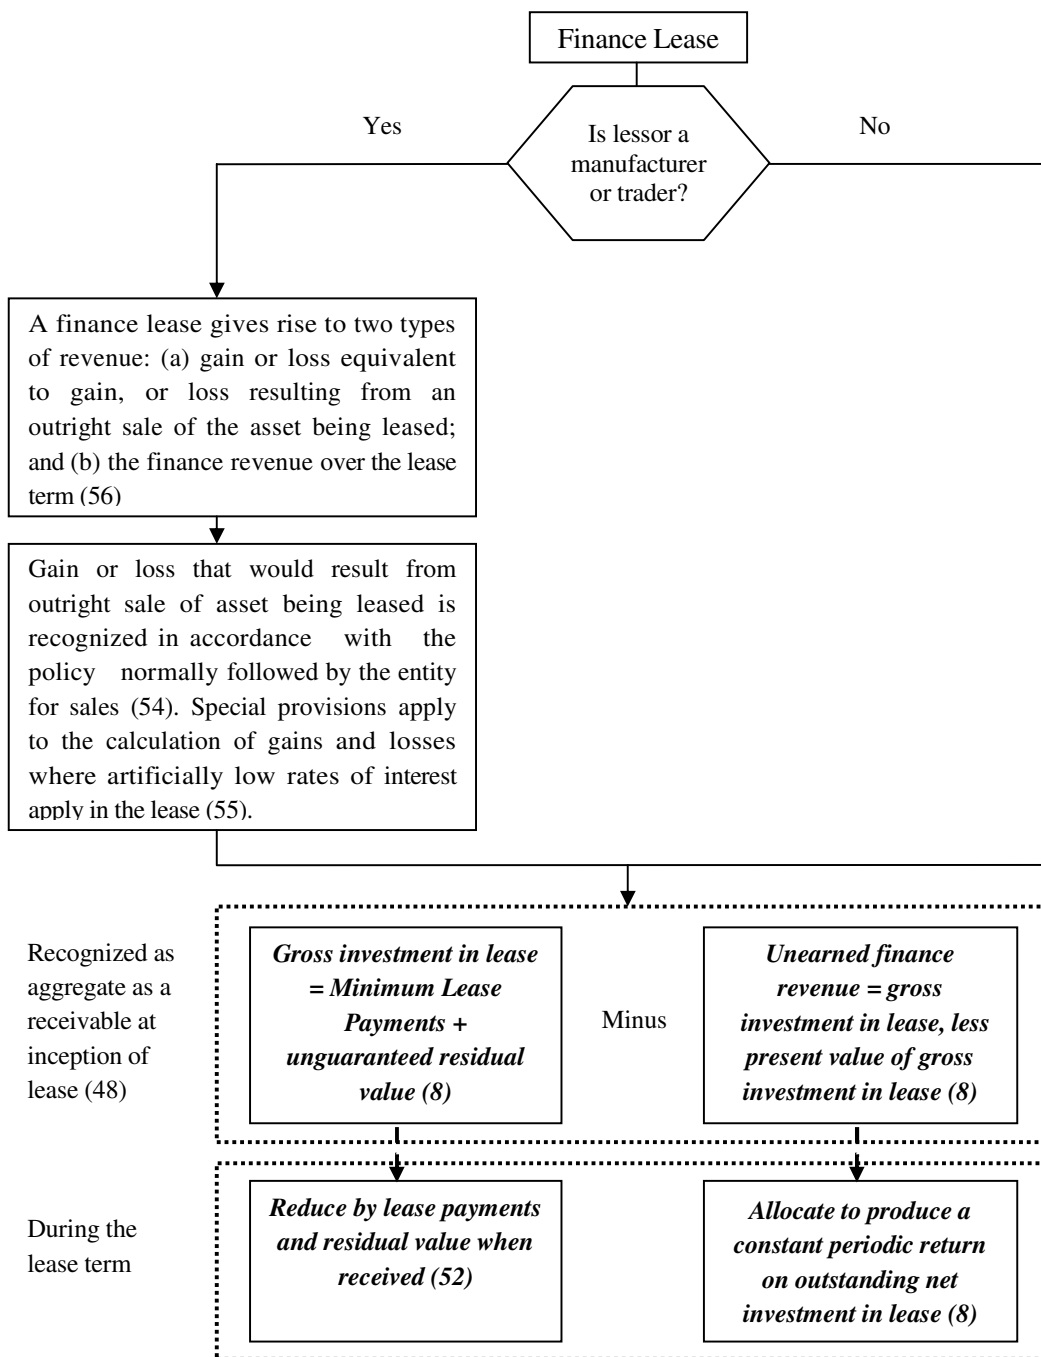 Finance Lease
Yes
Is lessor a
manufacturer
or trader?
No
A finance lease gives rise to two types
of revenue: (a) gain or loss equivalent
to gain, or loss resulting from an
outright sale of the asset being leased;
and (b) the finance revenue over the lease
term (56)
Gain or loss that would result from
outright sale of asset being leased is
recognized in accordance with the
policy normally followed by the entity
for sales (54). Special provisions apply
to the calculation of gains and losses
where artificially low rates of interest
apply in the lease (55).
Recognized as
aggregate as a
receivable at
inception of
lease (48)
Gross investment in lease
= Minimum Lease
Payments +
unguaranteed residual
value (8)
Minus
Unearned finance
revenue = gross
investment in lease, less
present value of gross
investment in lease (8)
During the
lease term
Reduce by lease payments
and residual value when
received (52)
Allocate to produce a
constant periodic return
on outstanding net
investment in lease (8)